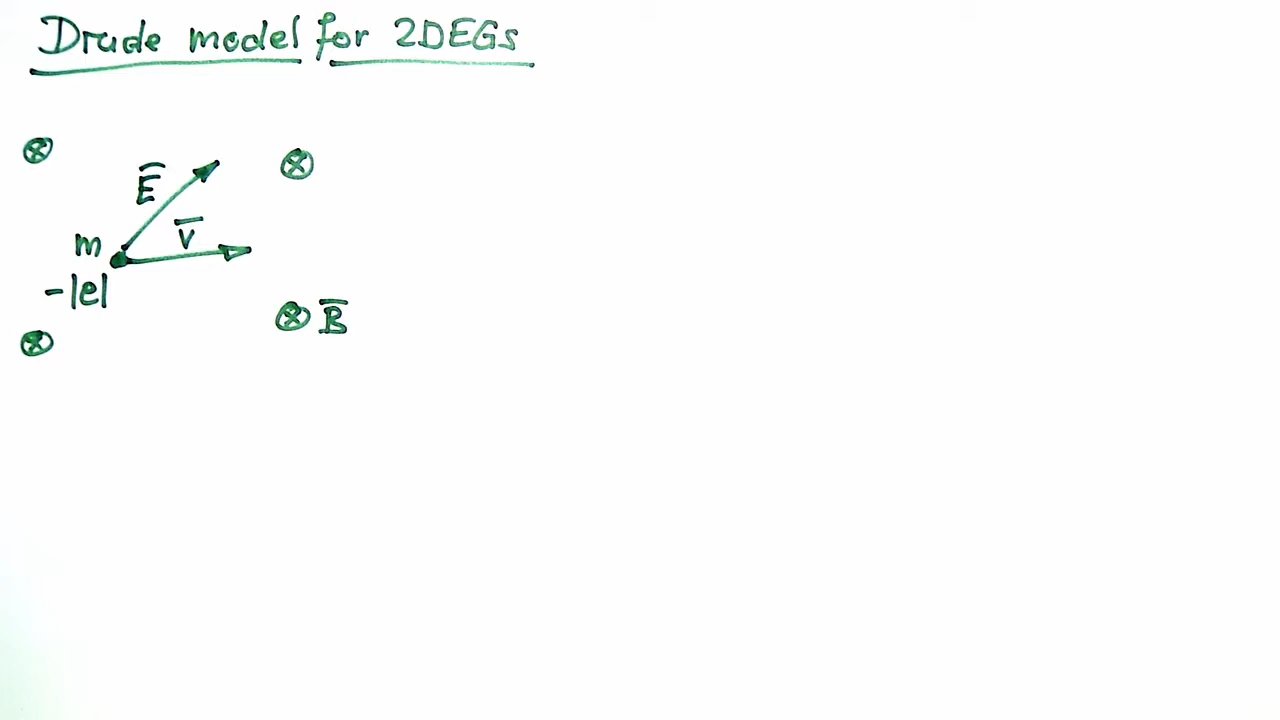 Drude model for 2DEGs
E̅
V̅
m
-|e|
B̅